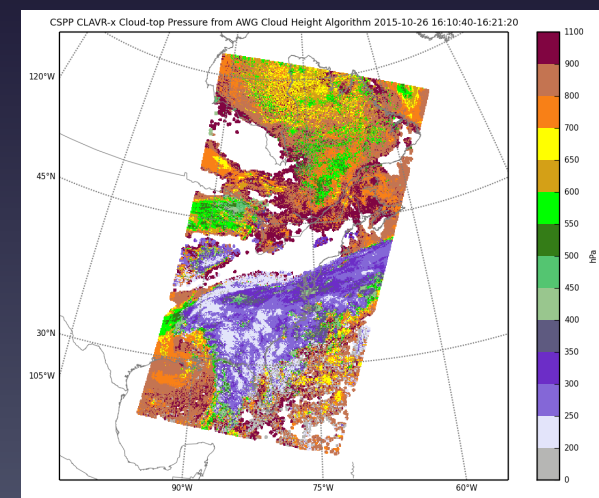 CSPP CLAVR-x Cloud-top Pressure from AWG Cloud Height Algorithm 2015-10-26 16:10:40-16:21:20
120°W
45°N
30°N
105°W
90°W
75°W
60°W
1100
900
800
700
650
600
550
500
450
400
350
300
250
200
0
hPa